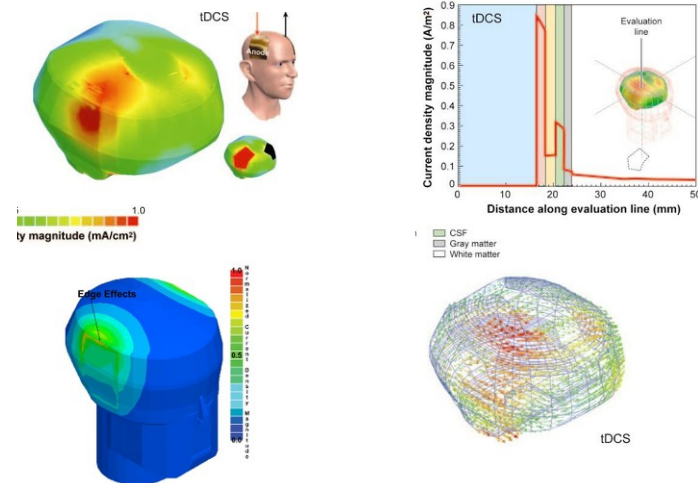 tDCS
Anode
1.0
ty magnitude (mA/cm²)
Edge Effects
1.0
0.5
0.0
Normalized Current Density Magnitude
tDCS
Evaluation
line
Current density magnitude (A/m²)
0.9
0.8
0.7
0.6
0.5
0.4
0.3
0.2
0.1
0
0 10 20 30 40 50
Distance along evaluation line (mm)
CSF
Gray matter
White matter
tDCS